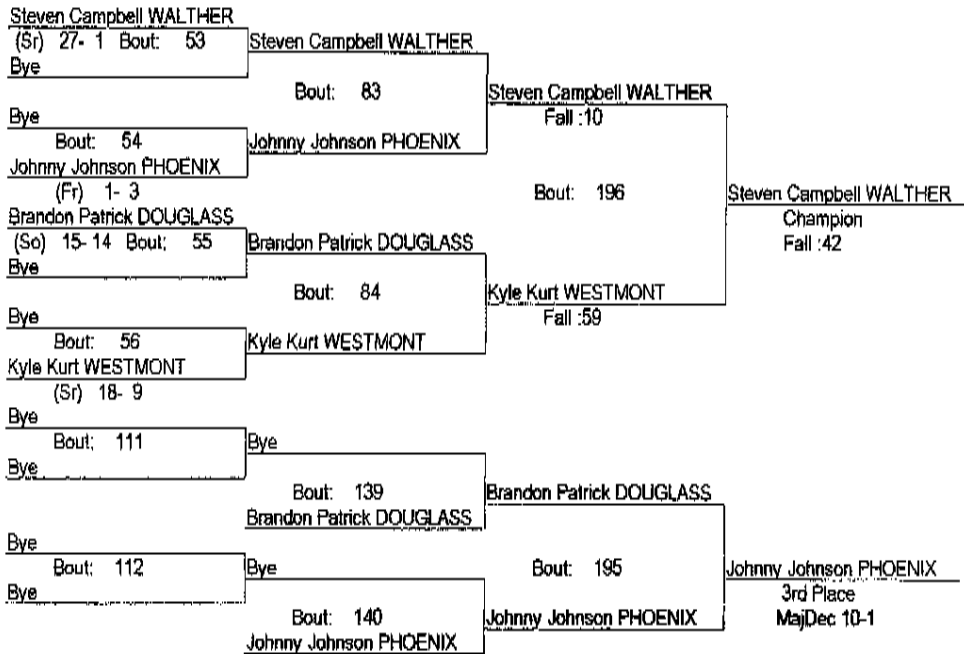 Steven Campbell WALTHER
(Sr) 27- 1 Bout: 53
Bye
Steven Campbell WALTHER
Bout: 83
Bye
Bout: 54
Johnny Johnson PHOENIX
(Fr) 1- 3
Johnny Johnson PHOENIX
Steven Campbell WALTHER
Fall :10
Bout: 196
Steven Campbell WALTHER
Champion
Fall :42
Brandon Patrick DOUGLASS
(So) 15- 14 Bout: 55
Bye
Brandon Patrick DOUGLASS
Bout: 84
Bye
Bout: 56
Kyle Kurt WESTMONT
(Sr) 18- 9
Kyle Kurt WESTMONT
Kyle Kurt WESTMONT
Fall :59
Bye
Bout: 111
Bye
Bye
Bout: 139
Brandon Patrick DOUGLASS
Brandon Patrick DOUGLASS
Bye
Bout: 112
Bye
Bye
Bout: 140
Johnny Johnson PHOENIX
Bout: 195
Johnny Johnson PHOENIX
Johnny Johnson PHOENIX
3rd Place
MajDec 10-1